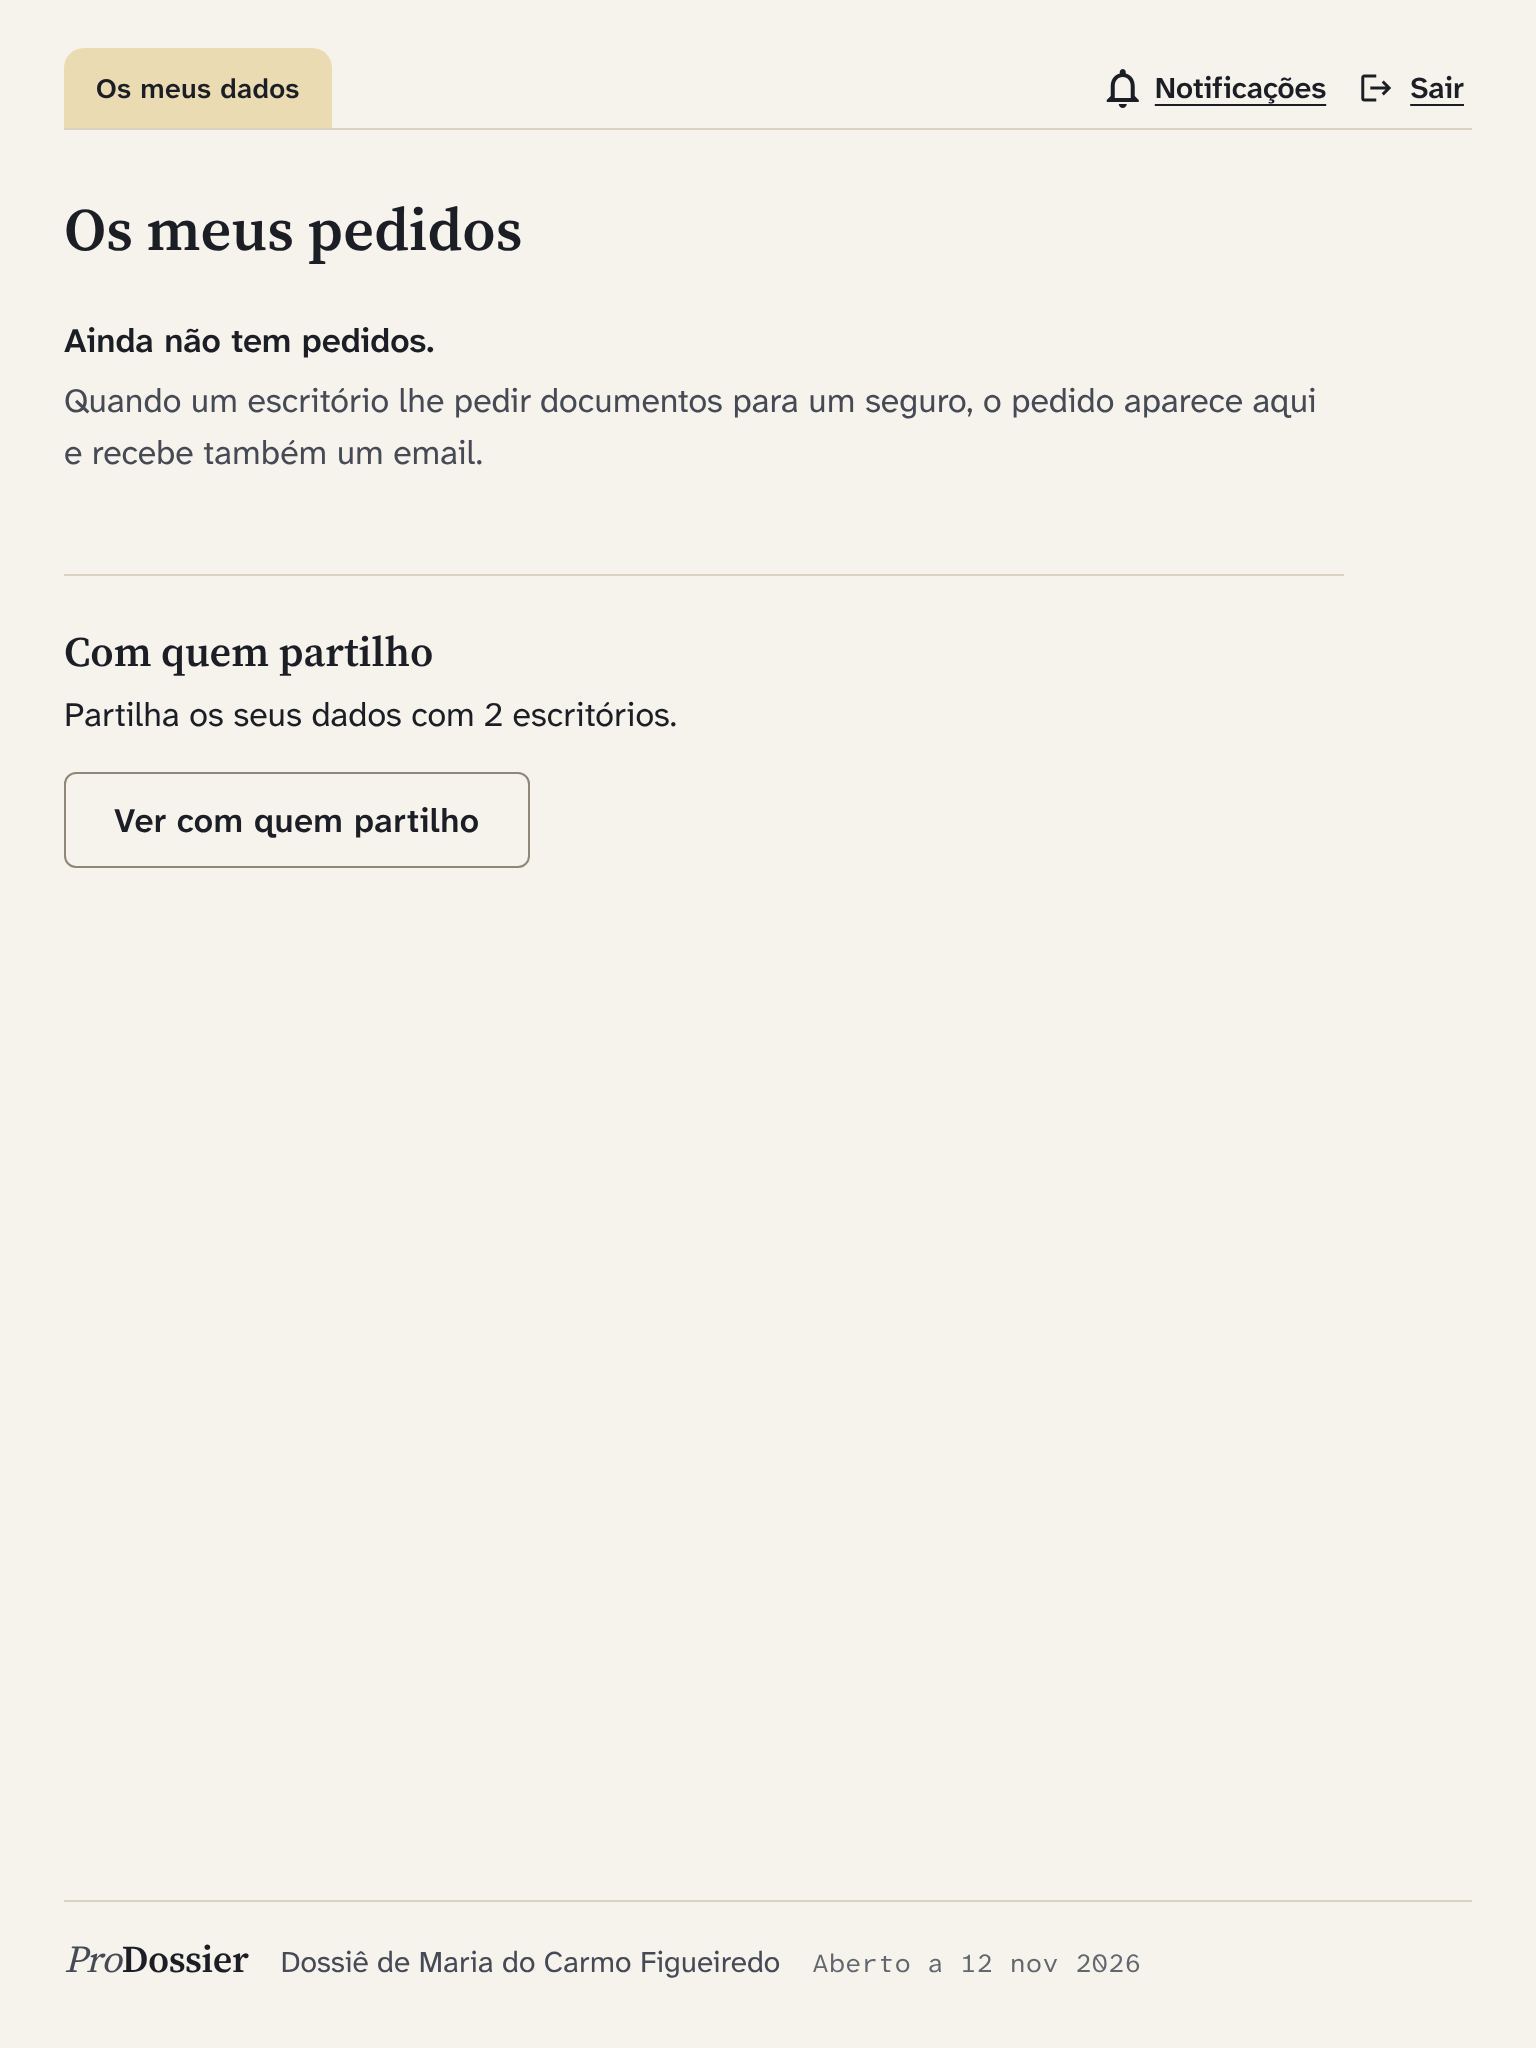 Os meus dados
Notificações
Sair
Os meus pedidos
Ainda não tem pedidos.
Quando um escritório lhe pedir documentos para um seguro, o pedido aparece aqui
e recebe também um email.
Com quem partilho
Partilha os seus dados com 2 escritórios.
Ver com quem partilho
ProDossier Dossiê de Maria do Carmo Figueiredo Aberto a 12 nov 2026